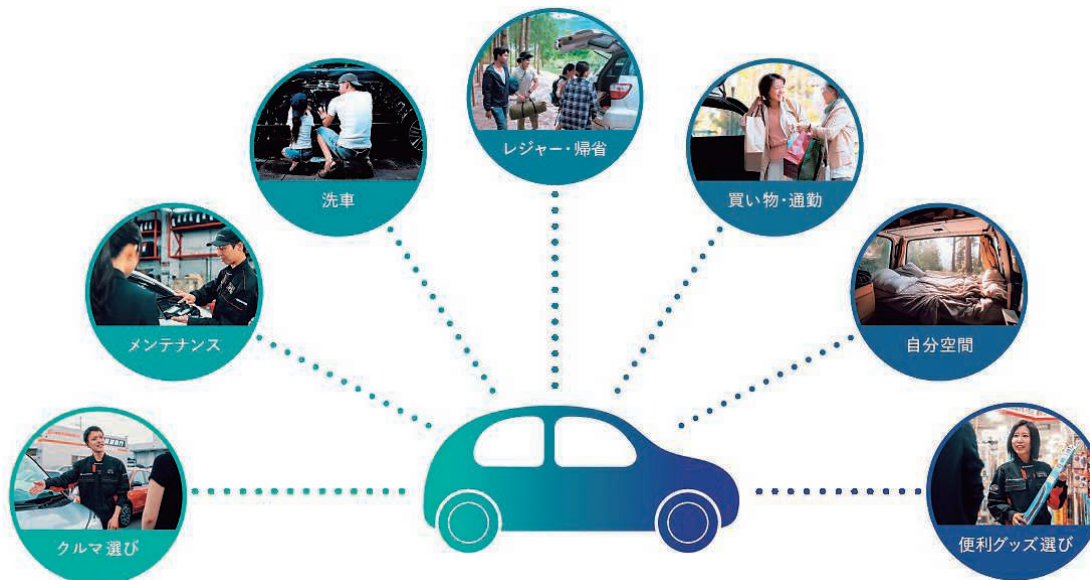 レジャー・帰省
洗車
買い物・通勤
メンテナンス
自分空間
クルマ選び
便利グッズ選び